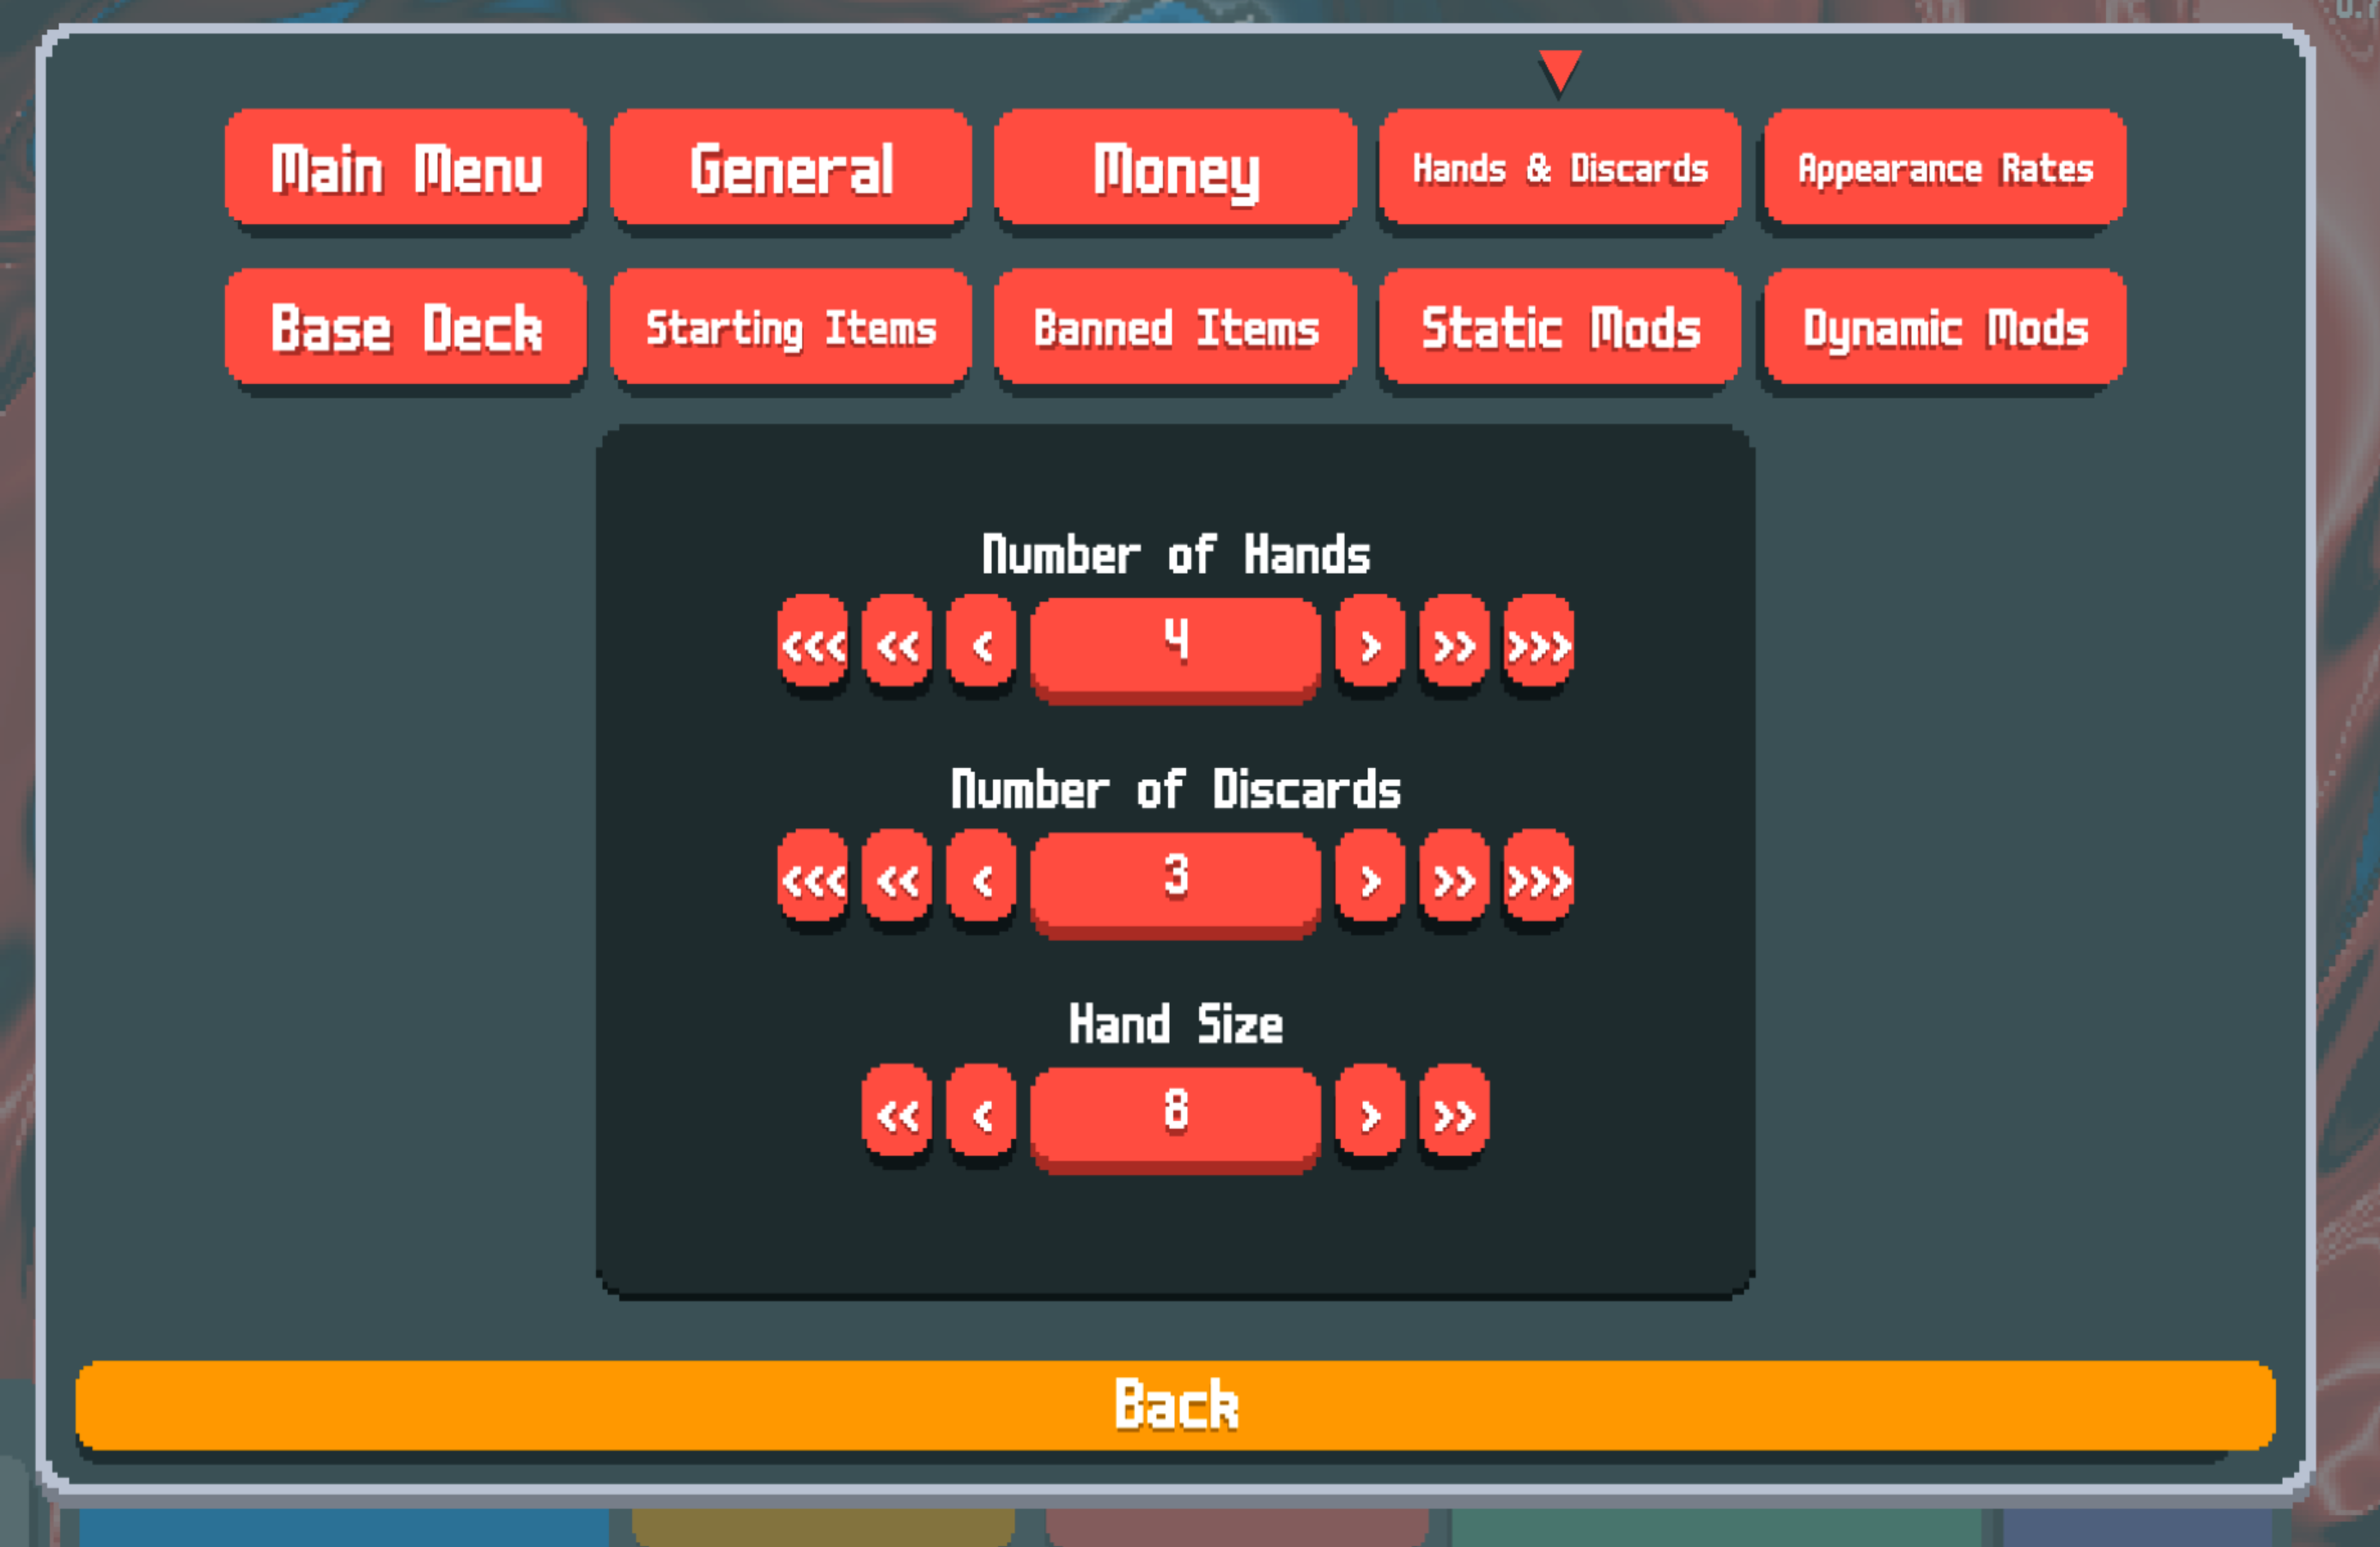 Main Menu
General
Money
Hands & Discards
Appearance Rates
Base Deck
Starting Items
Banned Items
Static Mods
Dynamic Mods
Number of Hands
<<< << < 4 > >> >>>
Number of Discards
<<< << < 3 > >> >>>
Hand Size
<< < 8 > >>
Back